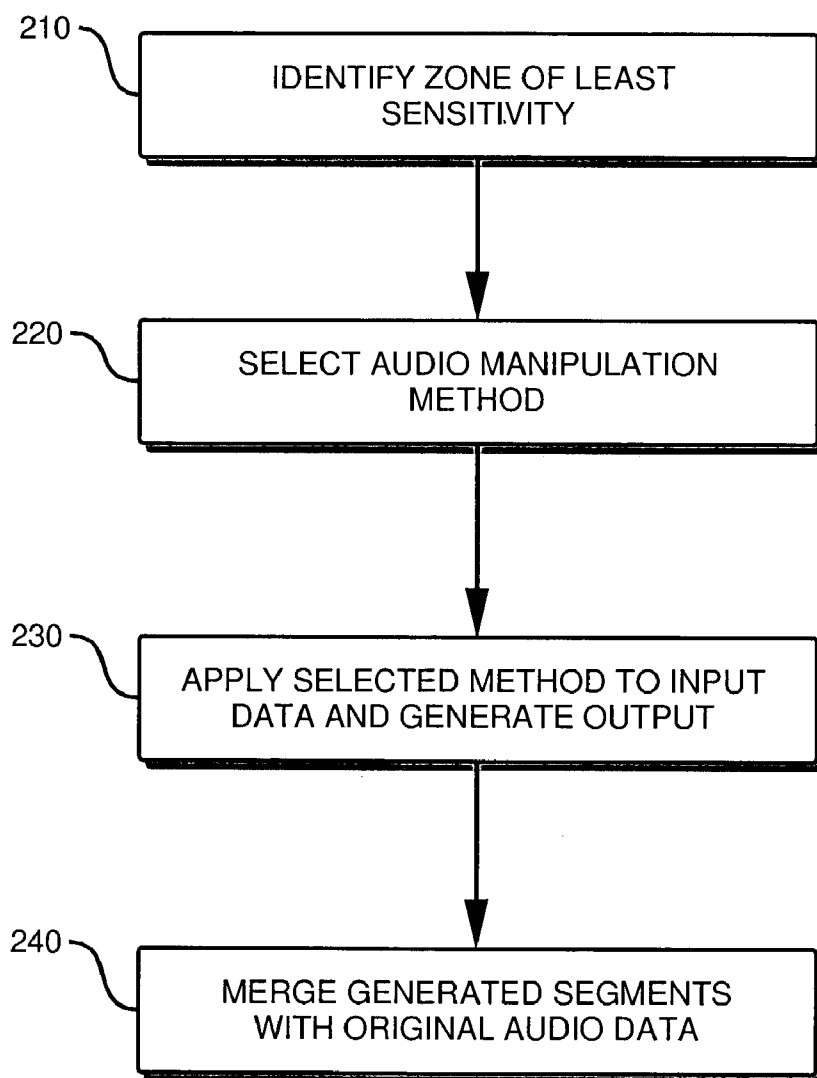 210
IDENTIFY ZONE OF LEAST
SENSITIVITY
220
SELECT AUDIO MANIPULATION
METHOD
230
APPLY SELECTED METHOD TO INPUT
DATA AND GENERATE OUTPUT
240
MERGE GENERATED SEGMENTS
WITH ORIGINAL AUDIO DATA